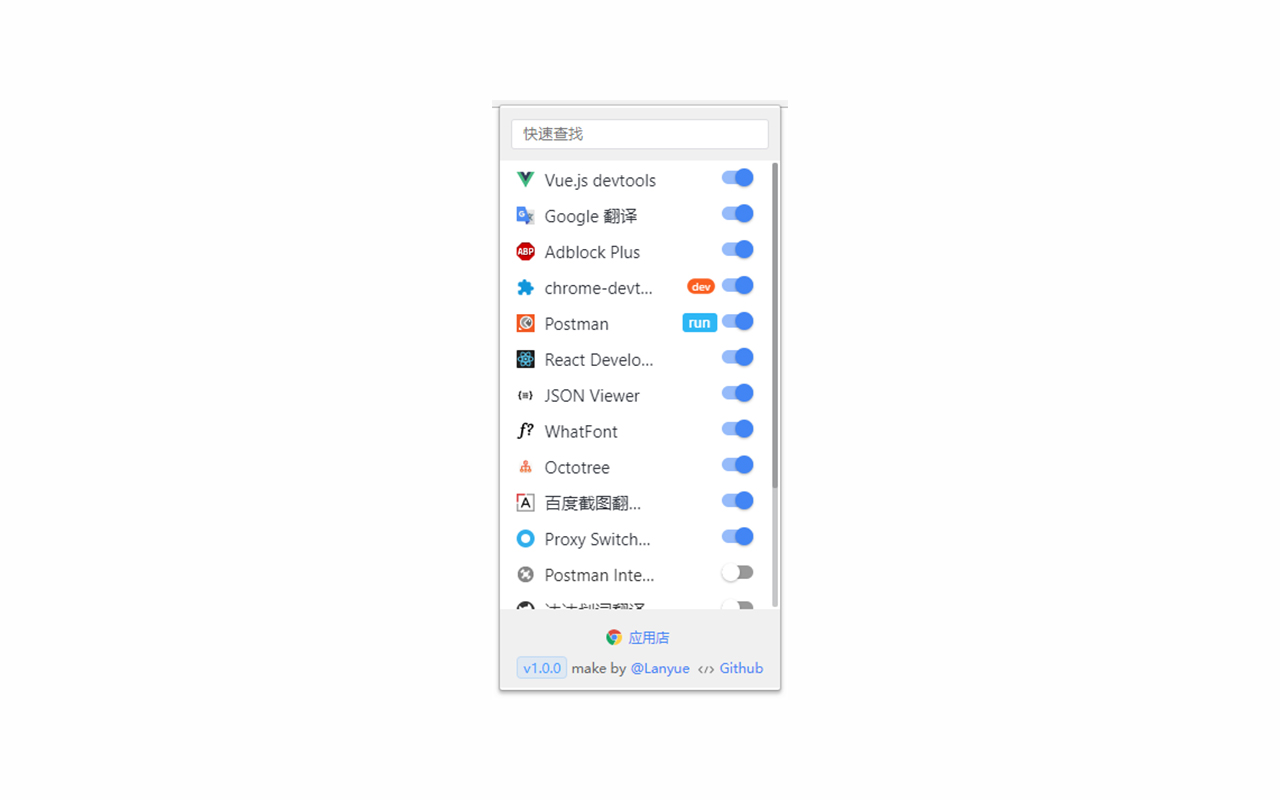 快速查找
Vue.js devtools
Google 翻译
ABP Adblock Plus
chrome-devt... dev
Postman run
React Develo...
JSON Viewer
f? WhatFont
Octotree
A 百度截图翻...
Proxy Switch...
Postman Inte...
应用店
v1.0.0 make by @Lanyue </> Github